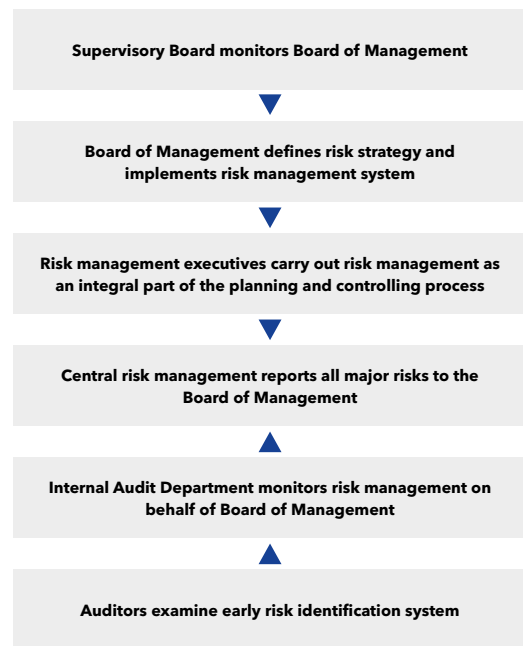 Supervisory Board monitors Board of Management
Board of Management defines risk strategy and
implements risk management system
Risk management executives carry out risk management as
an integral part of the planning and controlling process
Central risk management reports all major risks to the
Board of Management
Internal Audit Department monitors risk management on
behalf of Board of Management
Auditors examine early risk identification system